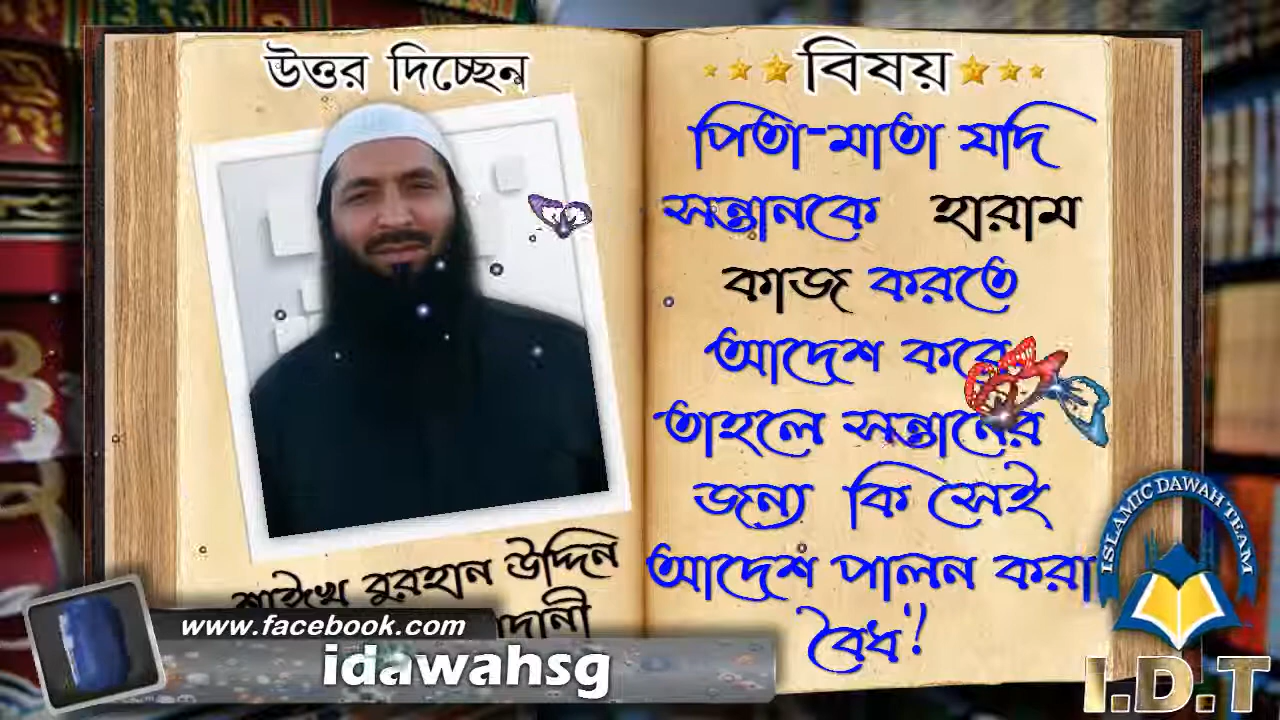 উত্তর দিচ্ছেন
শাইখ বুরহান উদ্দিন
বিষয়
পিতা-মাতা যদি
সন্তানকে হারাম
কাজ করতে
আদেশ করে
তাহলে সন্তানের
জন্য কি সেই
আদেশ পালন করা
বৈধ!
www.facebook.com
idawahsg
ISLAMIC DAWAH TEAM
I.D.T